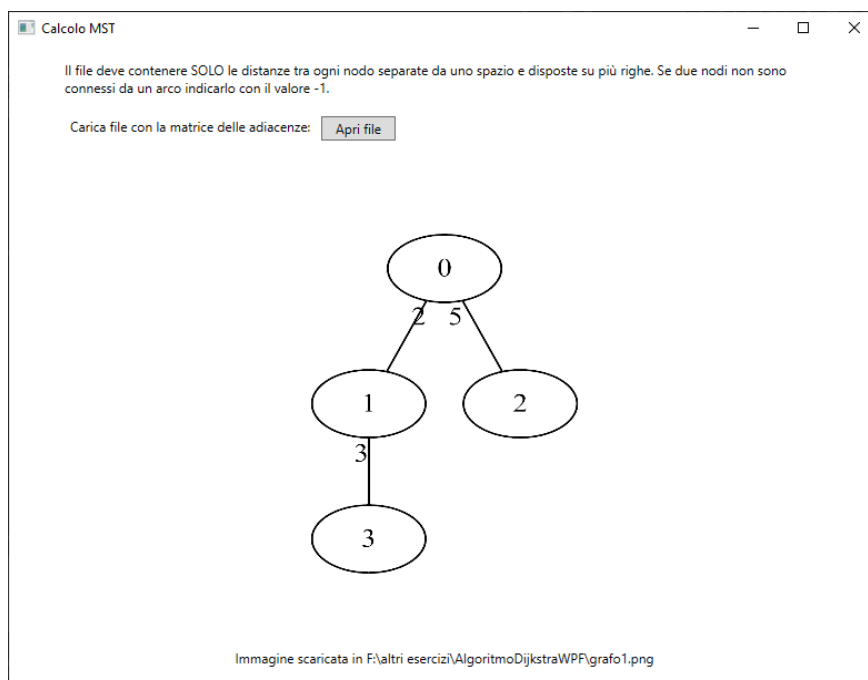 Calcolo MST
Il file deve contenere SOLO le distanze tra ogni nodo separate da uno spazio e disposte su più righe. Se due nodi non sono
connessi da un arco indicarlo con il valore -1.
Carica file con la matrice delle adiacenze: Apri file
0
2 5
1 2
3
3
Immagine scaricata in F:\altri esercizi\AlgoritmoDijkstraWPF\grafo1.png